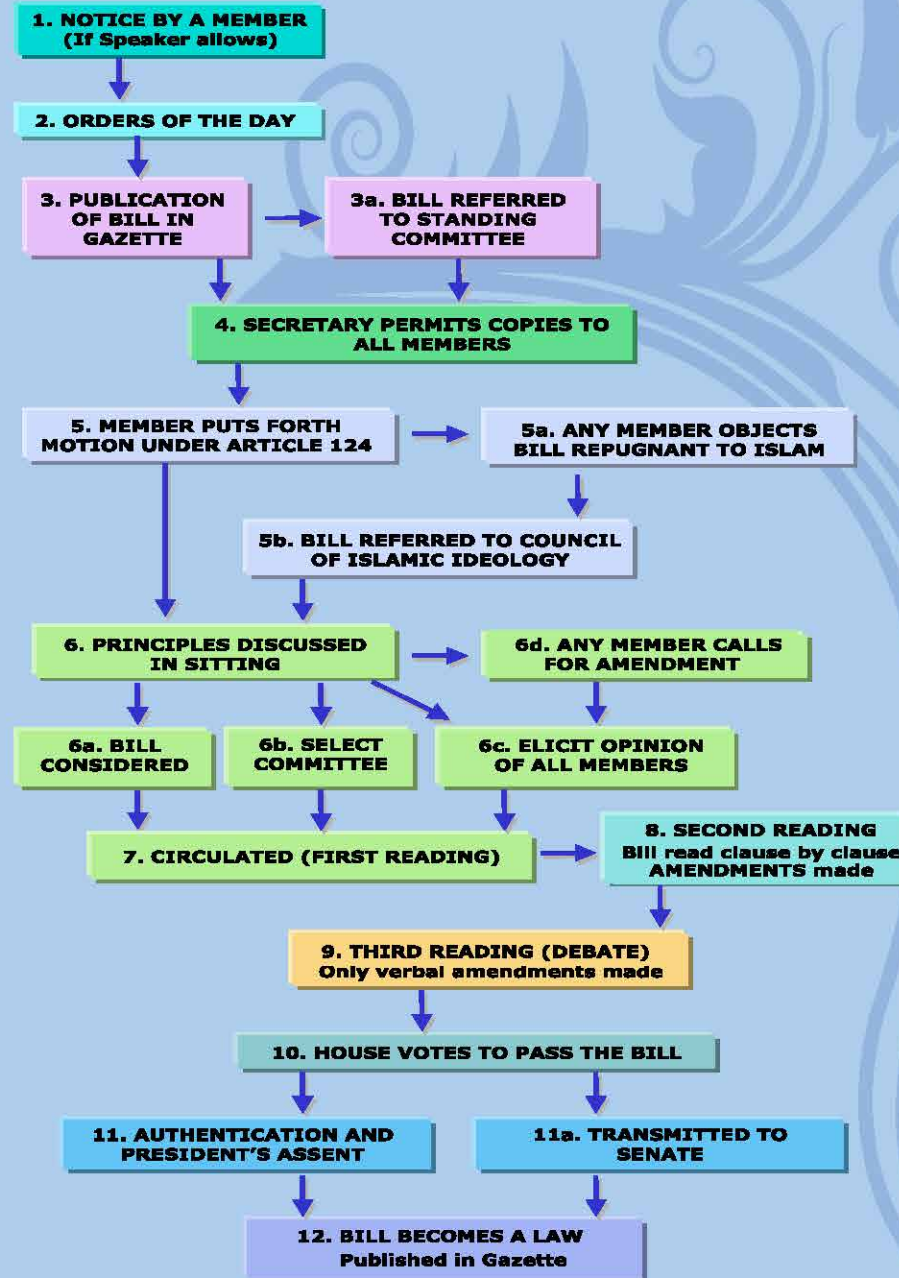 1. NOTICE BY A MEMBER
(If Speaker allows)
2. ORDERS OF THE DAY
3. PUBLICATION
OF BILL IN
GAZETTE
3a. BILL REFERRED
TO STANDING
COMMITTEE
4. SECRETARY PERMITS COPIES TO
ALL MEMBERS
5. MEMBER PUTS FORTH
MOTION UNDER ARTICLE 124
5a. ANY MEMBER OBJECTS
BILL REPUGNANT TO ISLAM
5b. BILL REFERRED TO COUNCIL
OF ISLAMIC IDEOLOGY
6. PRINCIPLES DISCUSSED
IN SITTING
6d. ANY MEMBER CALLS
FOR AMENDMENT
6a. BILL
CONSIDERED
6b. SELECT
COMMITTEE
6c. ELICIT OPINION
OF ALL MEMBERS
7. CIRCULATED (FIRST READING)
8. SECOND READING
Bill read clause by clause
AMENDMENTS made
9. THIRD READING (DEBATE)
Only verbal amendments made
10. HOUSE VOTES TO PASS THE BILL
11. AUTHENTICATION AND
PRESIDENT'S ASSENT
11a. TRANSMITTED TO
SENATE
12. BILL BECOMES A LAW
Published in Gazette